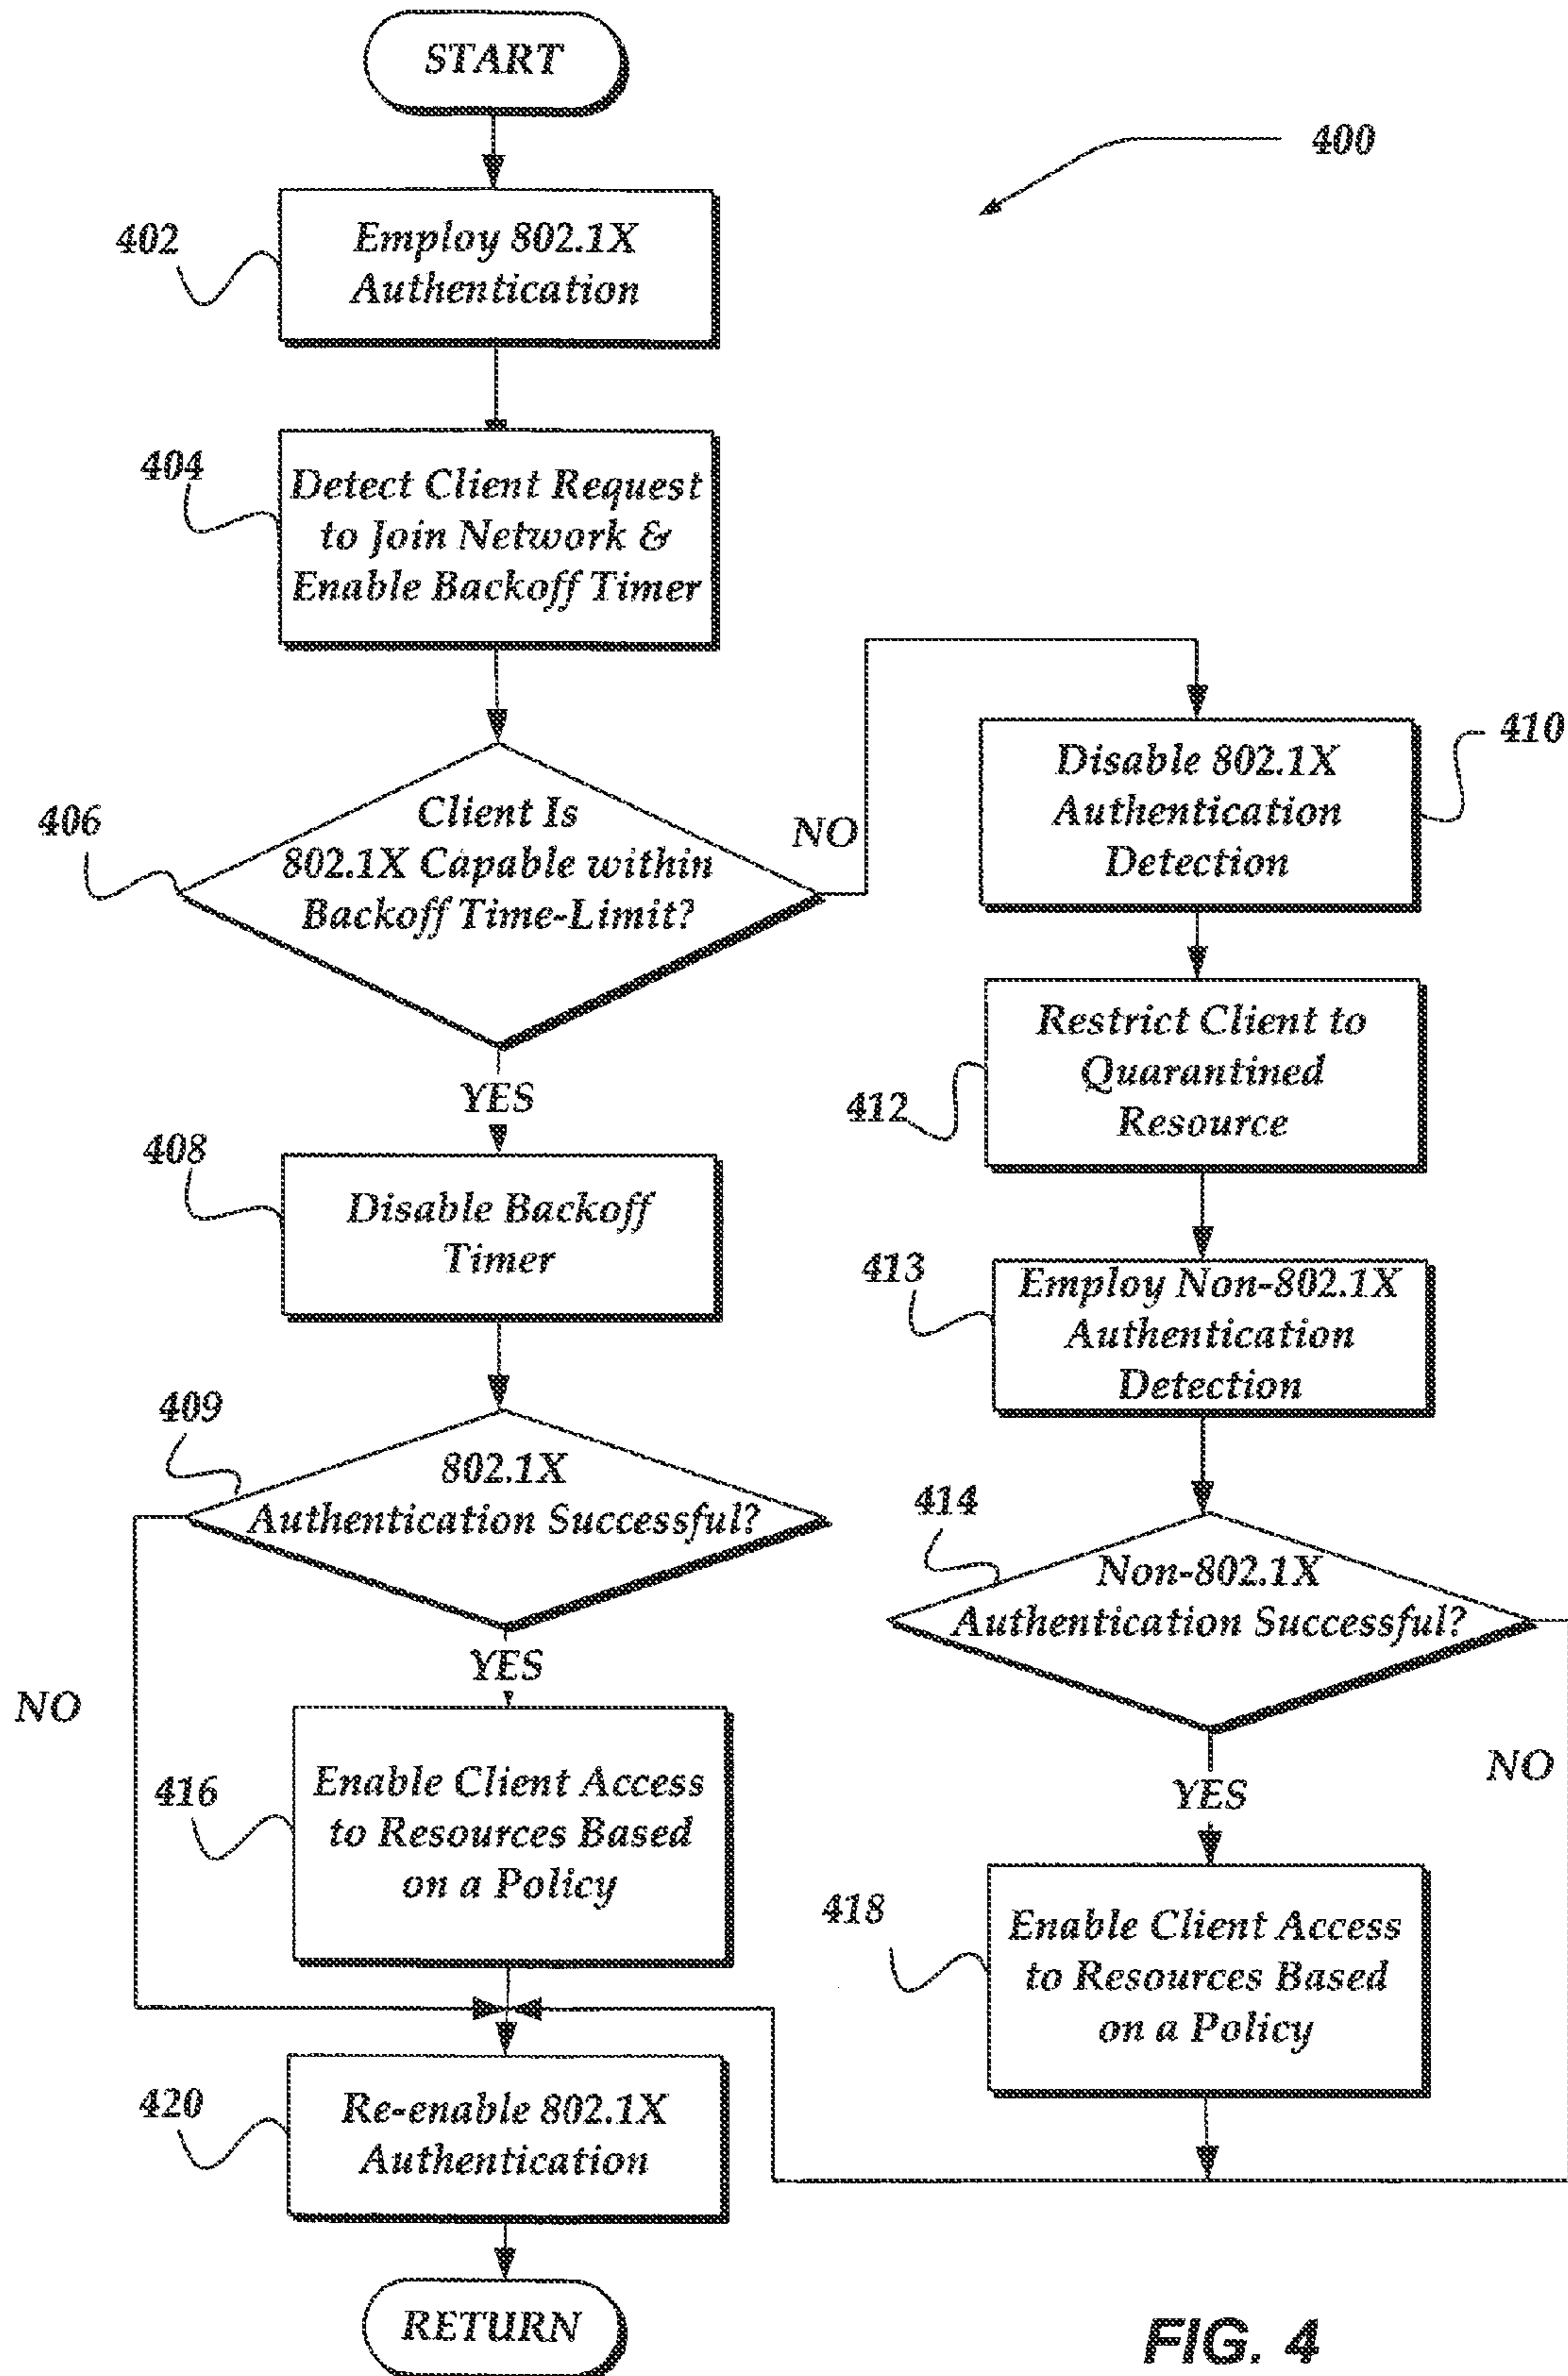 START
400
402
Employ 802.1X
Authentication
404
Detect Client Request
to Join Network &
Enable Backoff Timer
406
Client Is
802.1X Capable within
Backoff Time-Limit?
NO
YES
408
Disable Backoff
Timer
409
802.1X
Authentication Successful?
NO
YES
416
Enable Client Access
to Resources Based
on a Policy
420
Re-enable 802.1X
Authentication
RETURN
410
Disable 802.1X
Authentication
Detection
412
Restrict Client to
Quarantined
Resource
413
Employ Non-802.1X
Authentication
Detection
414
Non-802.1X
Authentication Successful?
NO
YES
418
Enable Client Access
to Resources Based
on a Policy
FIG. 4